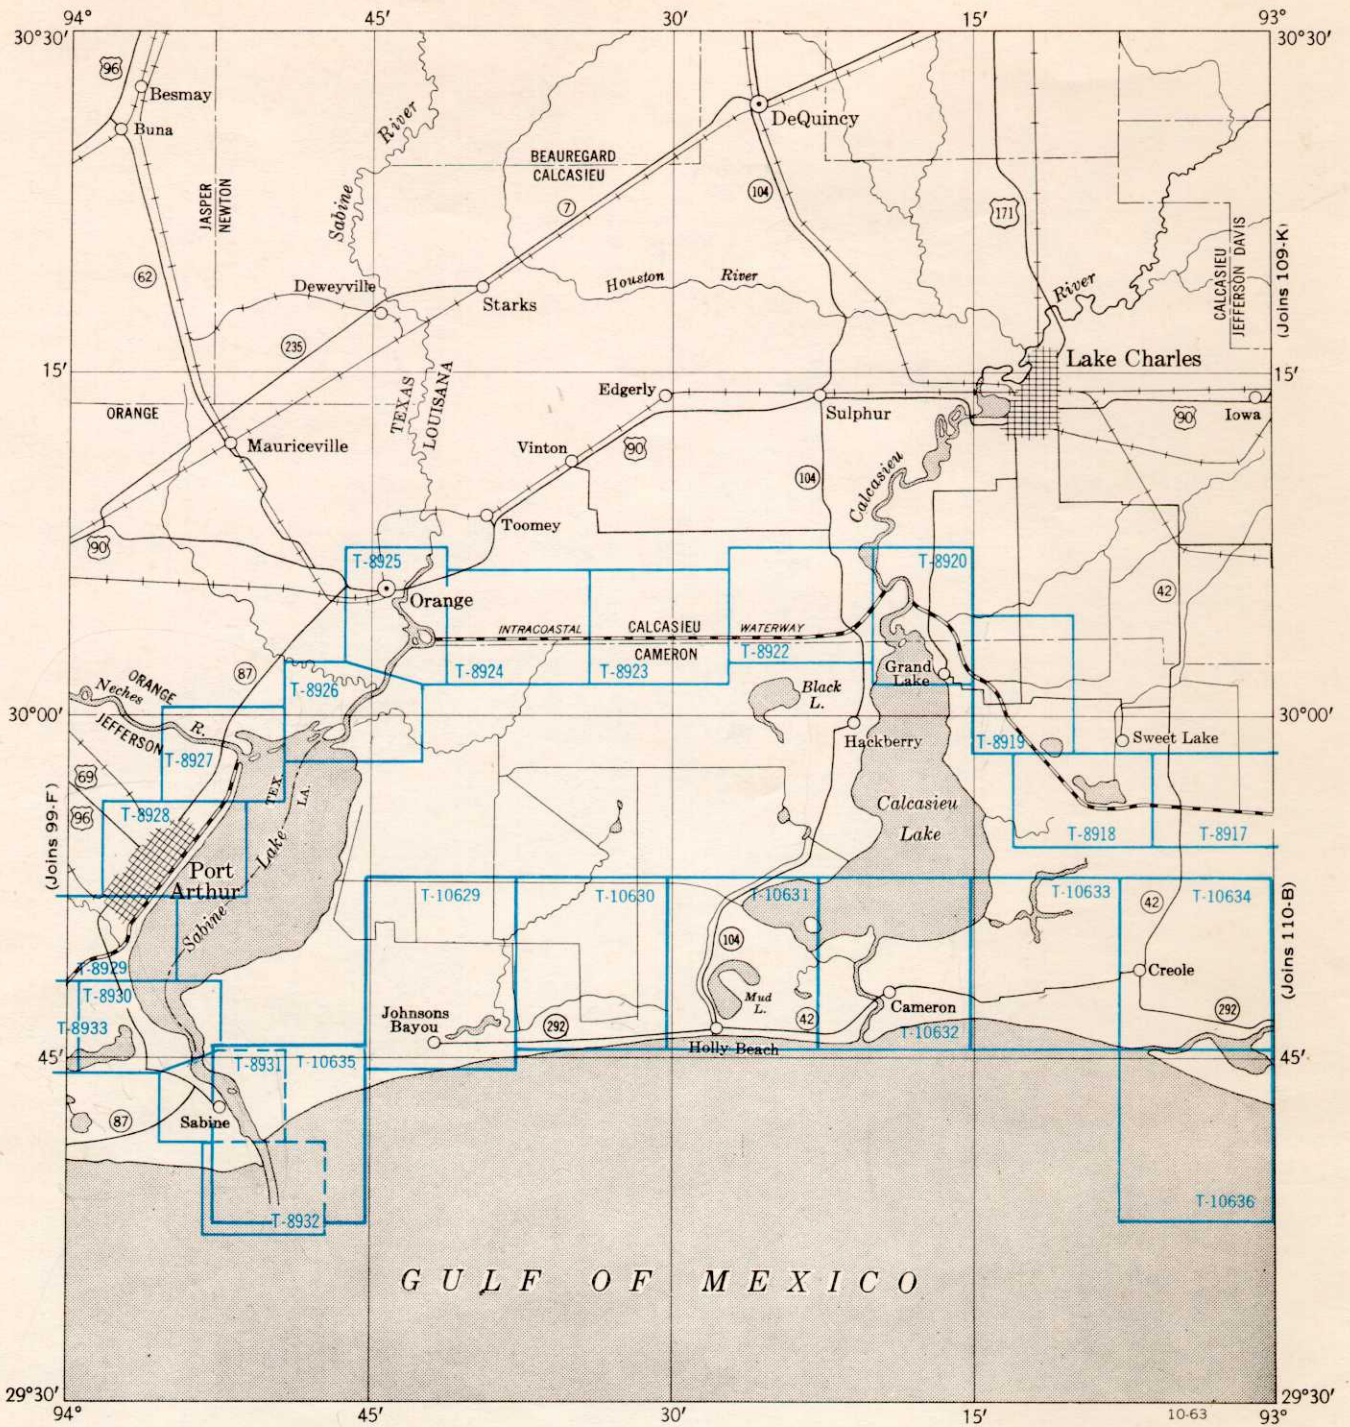 94°
45′
30′
15′
93°
30°30′
30°30′
96
Besmay
Buna
River
Sabine
DeQuincy
BEAUREGARD
CALCASIEU
JASPER
NEWTON
7
104
171
62
Deweyville
Starks
Houston River
River
CALCASIEU
JEFFERSON DAVIS
(Joins 109-K)
235
15′
15′
Lake Charles
TEXAS
LOUISANA
ORANGE
Edgerly
Sulphur
90
Iowa
Mauriceville
Vinton
90
104
Calcasieu
Toomey
90
T-8925
T-8920
Orange
42
INTRACOASTAL
CALCASIEU
WATERWAY
CAMERON
T-8924
T-8923
T-8922
87
ORANGE
Neches
R.
JEFFERSON
T-8926
Grand
Lake
Black
L.
30°00′
30°00′
Hackberry
T-8919
Sweet Lake
T-8927
69
96
TEX.
LA.
T-8928
Calcasieu
Lake
T-8918
T-8917
(Joins 99-F)
Port
Arthur
Sabine Lake
T-10629
T-10630
T-10631
T-10633
T-10634
42
104
(Joins 110-B)
T-8929
T-8930
Creole
T-8933
Johnsons
Bayou
292
Mud
L.
42
Cameron
T-10632
292
Holly Beach
45′
45′
T-8931
T-10635
Sabine
87
T-10636
T-8932
GULF OF MEXICO
29°30′
29°30′
94°
45′
30′
15′
10-63
93°